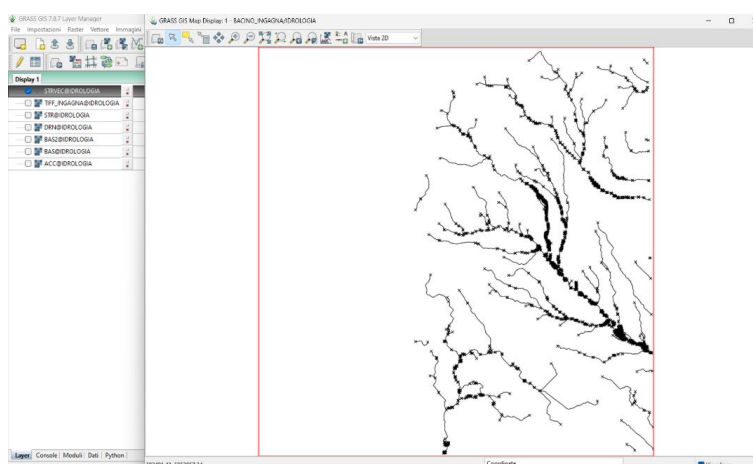 GRASS GIS 7.8.7 Layer Manager
File Impostazioni Raster Vettore Immagini
Display 1
STRVEC@IDROLOGIA
TIFF_INGAGNA@IDROLOGIA
STR@IDROLOGIA
DRN@IDROLOGIA
BAS2@IDROLOGIA
BAS@IDROLOGIA
ACC@IDROLOGIA
Layer Console Moduli Dati Python
GRASS GIS Map Display: 1 - BACINO_INGAGNA/IDROLOGIA
Vista 2D
Coordinate